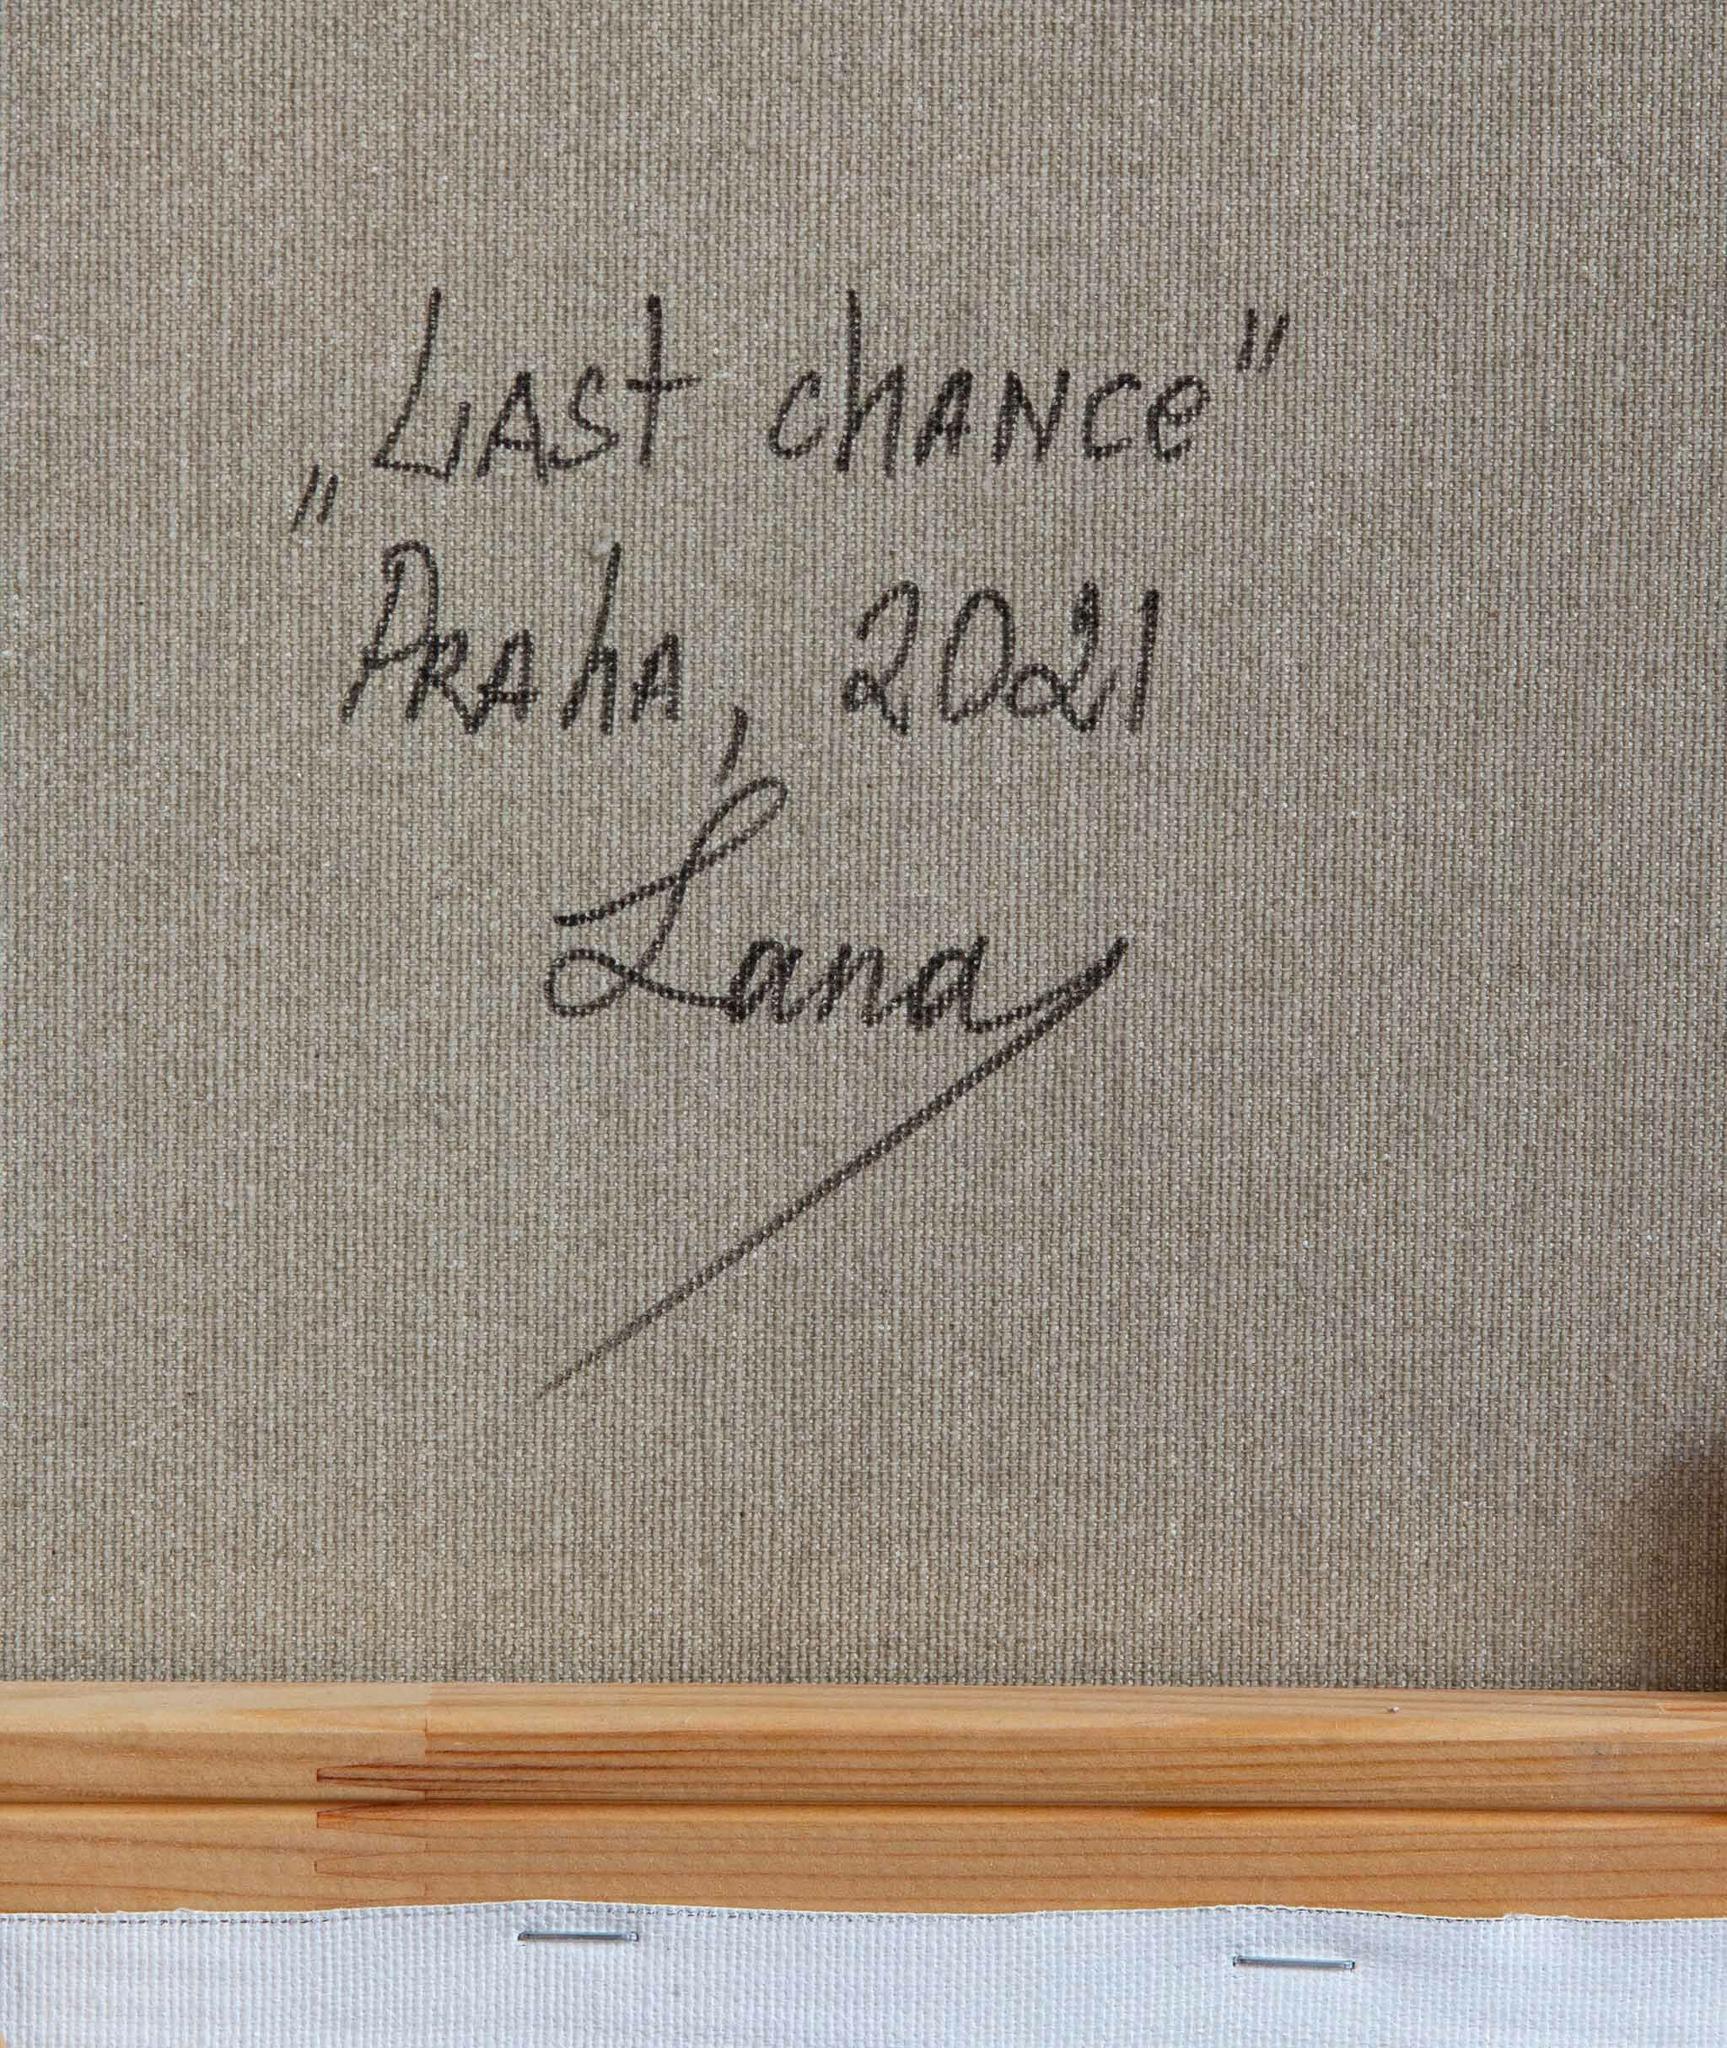 „Last chance"
Praha, 2021
Lana